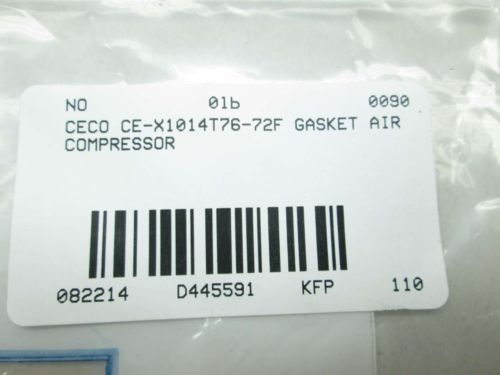 NO 01b 0090
CECO CE-X1014T76-72F GASKET AIR
COMPRESSOR
082214 D445591 KFP 110